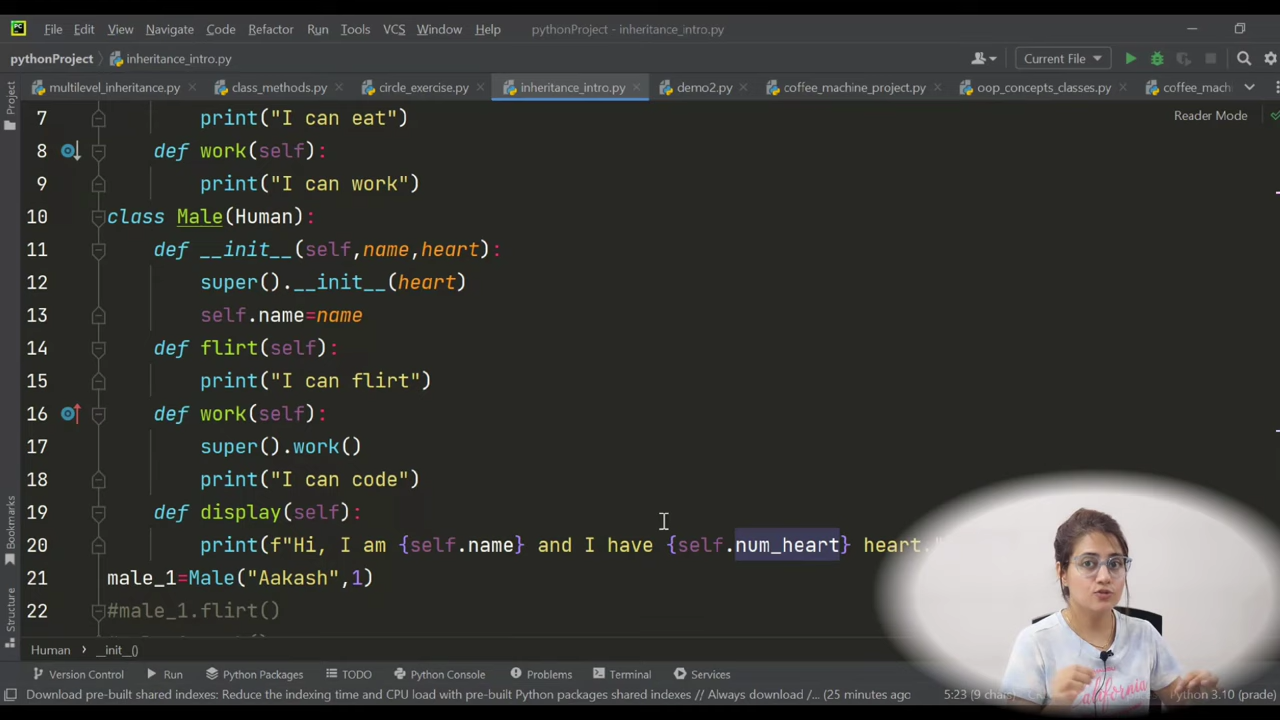 File Edit View Navigate Code Refactor Run Tools VCS Window Help pythonProject - inheritance_intro.py
pythonProject inheritance_intro.py Current File
multilevel_inheritance.py class_methods.py circle_exercise.py inheritance_intro.py demo2.py coffee_machine_project.py oop_concepts_classes.py coffee_mach
Project
Reader Mode
7 print("I can eat")
8 def work(self):
9 print("I can work")
10 class Male(Human):
11 def __init__(self,name,heart):
12 super().__init__(heart)
13 self.name=name
14 def flirt(self):
15 print("I can flirt")
16 def work(self):
17 super().work()
18 print("I can code")
19 def display(self):
20 print(f"Hi, I am {self.name} and I have {self.num_heart} heart."
21 male_1=Male("Aakash",1)
22 #male_1.flirt()
Bookmarks
Structure
Human __init__()
Version Control Run Python Packages TODO Python Console Problems Terminal Services
Download pre-built shared indexes: Reduce the indexing time and CPU load with pre-built Python packages shared indexes // Always download / ... (25 minutes ago 5:23 (9 char Python 3.10 (prade)
California